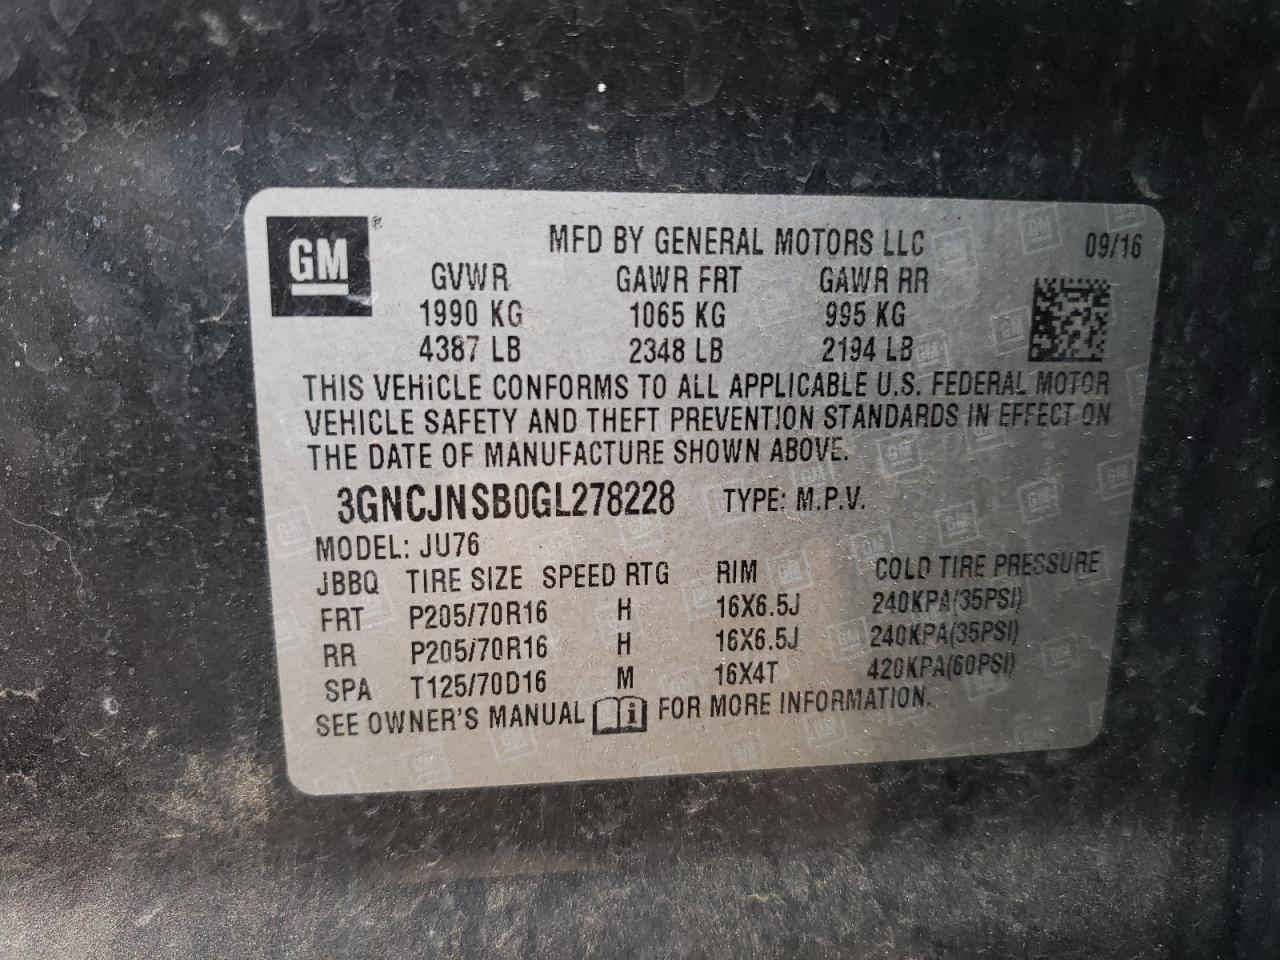 GM ® MFD BY GENERAL MOTORS LLC 09/16
GVWR GAWR FRT GAWR RR
1990 KG 1065 KG 995 KG
4387 LB 2348 LB 2194 LB
THIS VEHICLE CONFORMS TO ALL APPLICABLE U.S. FEDERAL MOTOR
VEHICLE SAFETY AND THEFT PREVENTION STANDARDS IN EFFECT ON
THE DATE OF MANUFACTURE SHOWN ABOVE.
3GNCJNSB0GL278228 TYPE: M.P.V.
MODEL: JU76
JBBQ TIRE SIZE SPEED RTG RIM COLD TIRE PRESSURE
FRT P205/70R16 H 16X6.5J 240KPA(35PSI)
RR P205/70R16 H 16X6.5J 240KPA(35PSI)
SPA T125/70D16 M 16X4T 420KPA(60PSI)
SEE OWNER'S MANUAL i FOR MORE INFORMATION.